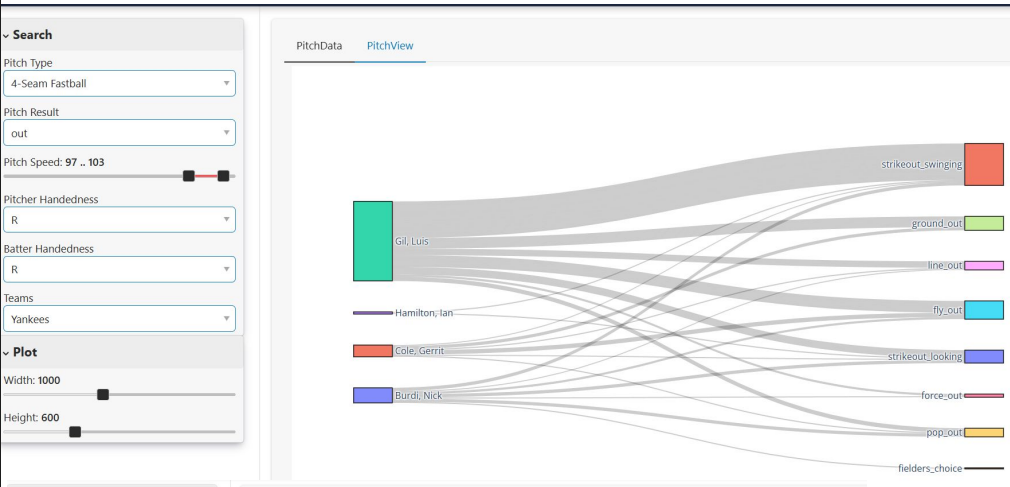 Search
Pitch Type
4-Seam Fastball
Pitch Result
out
Pitch Speed: 97 .. 103
Pitcher Handedness
R
Batter Handedness
R
Teams
Yankees
Plot
Width: 1000
Height: 600
PitchData PitchView
strikeout_swinging
Gil, Luis
ground_out
line_out
Hamilton, Ian
fly_out
Cole, Gerrit
strikeout_looking
Burdi, Nick
force_out
pop_out
fielders_choice